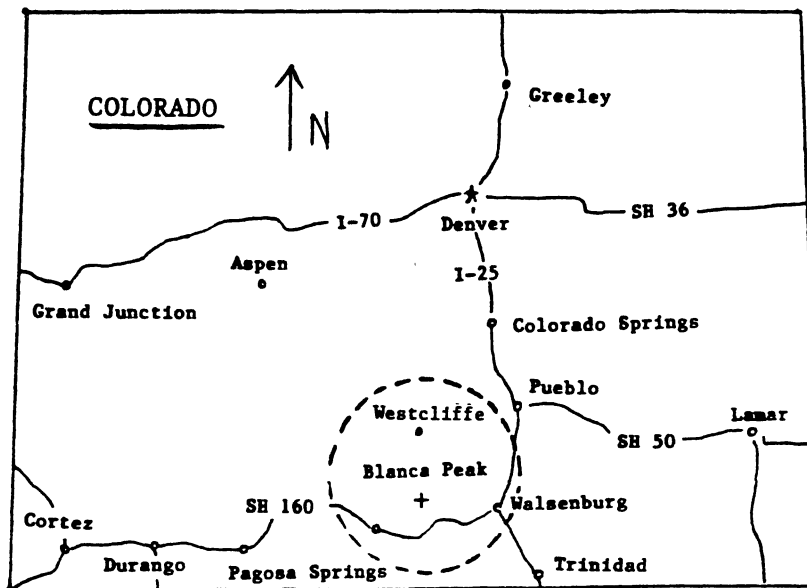 Greeley
COLORADO
N
I-70
Denver
SH 36
Aspen
I-25
Grand Junction
Colorado Springs
Westcliffe
Pueblo
Lamar
SH 50
Blanca Peak
SH 160
Walsenburg
Cortez
Durango
Pagosa Springs
Trinidad